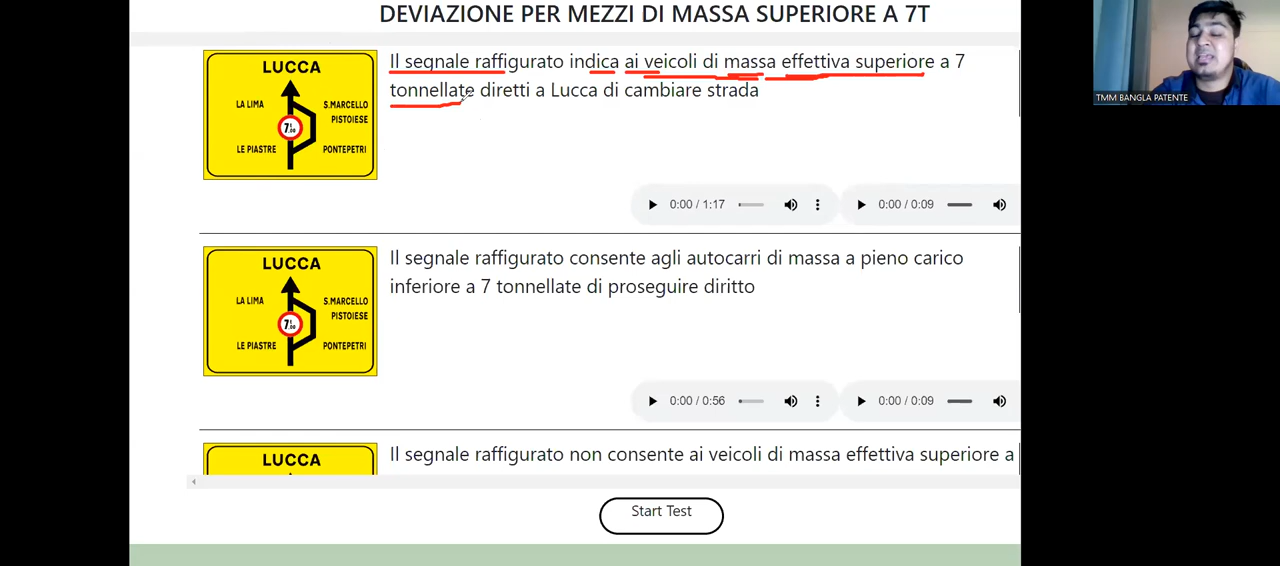 DEVIAZIONE PER MEZZI DI MASSA SUPERIORE A 7T
LUCCA
LA LIMA
S.MARCELLO
PISTOIESE
7t.00
LE PIASTRE
PONTEPETRI
Il segnale raffigurato indica ai veicoli di massa effettiva superiore a 7
tonnellate diretti a Lucca di cambiare strada
0:00 / 1:17
0:00 / 0:09
LUCCA
LA LIMA
S.MARCELLO
PISTOIESE
7t.00
LE PIASTRE
PONTEPETRI
Il segnale raffigurato consente agli autocarri di massa a pieno carico
inferiore a 7 tonnellate di proseguire diritto
0:00 / 0:56
0:00 / 0:09
LUCCA
Il segnale raffigurato non consente ai veicoli di massa effettiva superiore a
Start Test
TMM BANGLA PATENTE